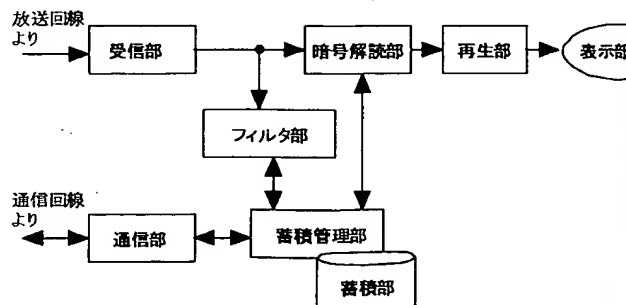 放送回線
より
受信部
暗号解読部
再生部
表示部
フィルタ部
通信回線
より
通信部
蓄積管理部
蓄積部